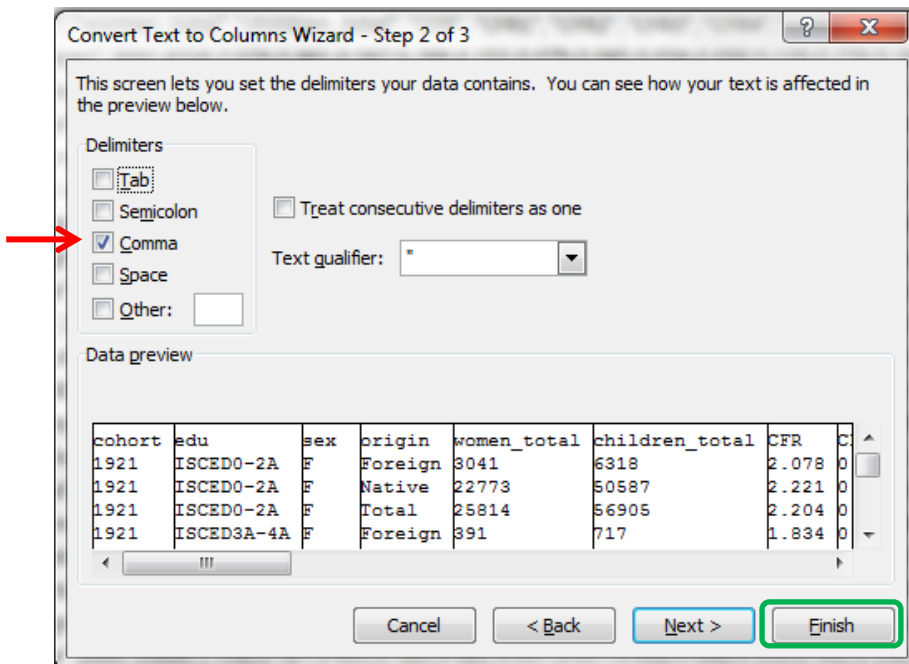 Convert Text to Columns Wizard - Step 2 of 3
This screen lets you set the delimiters your data contains. You can see how your text is affected in
the preview below.
Delimiters
Tab
Semicolon
Comma
Space
Other:
Treat consecutive delimiters as one
Text qualifier: "
Data preview
cohort edu sex origin women_total children_total CFR
1921 ISCED0-2A F Foreign 3041 6318 2.078 0
1921 ISCED0-2A F Native 22773 50587 2.221 0
1921 ISCED0-2A F Total 25814 56905 2.204 0
1921 ISCED3A-4A F Foreign 391 717 1.834 0
Cancel < Back Next > Finish